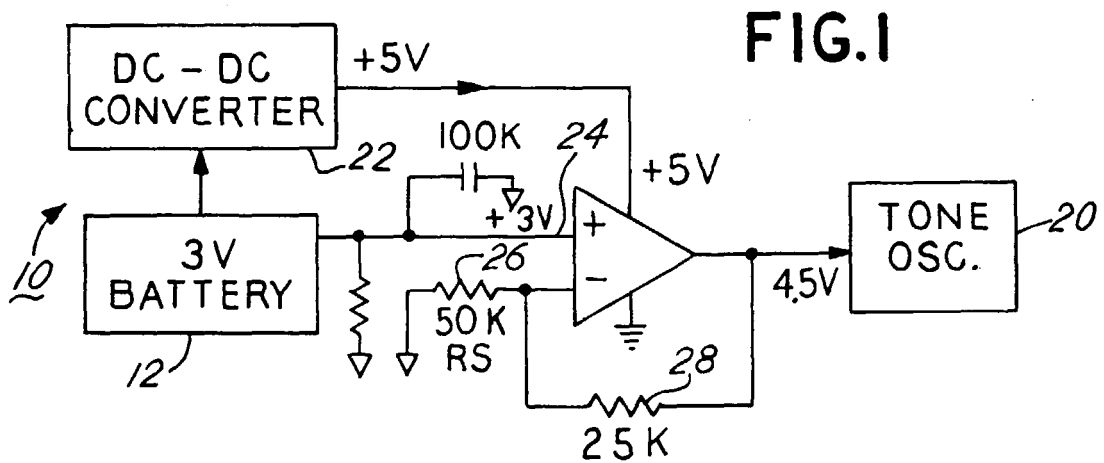 FIG.1
DC - DC
CONVERTER
+5V
22
100K
24
+5V
+ 3V
10
3V
BATTERY
12
26
50K
RS
+
-
4.5V
TONE
OSC.
20
28
25K